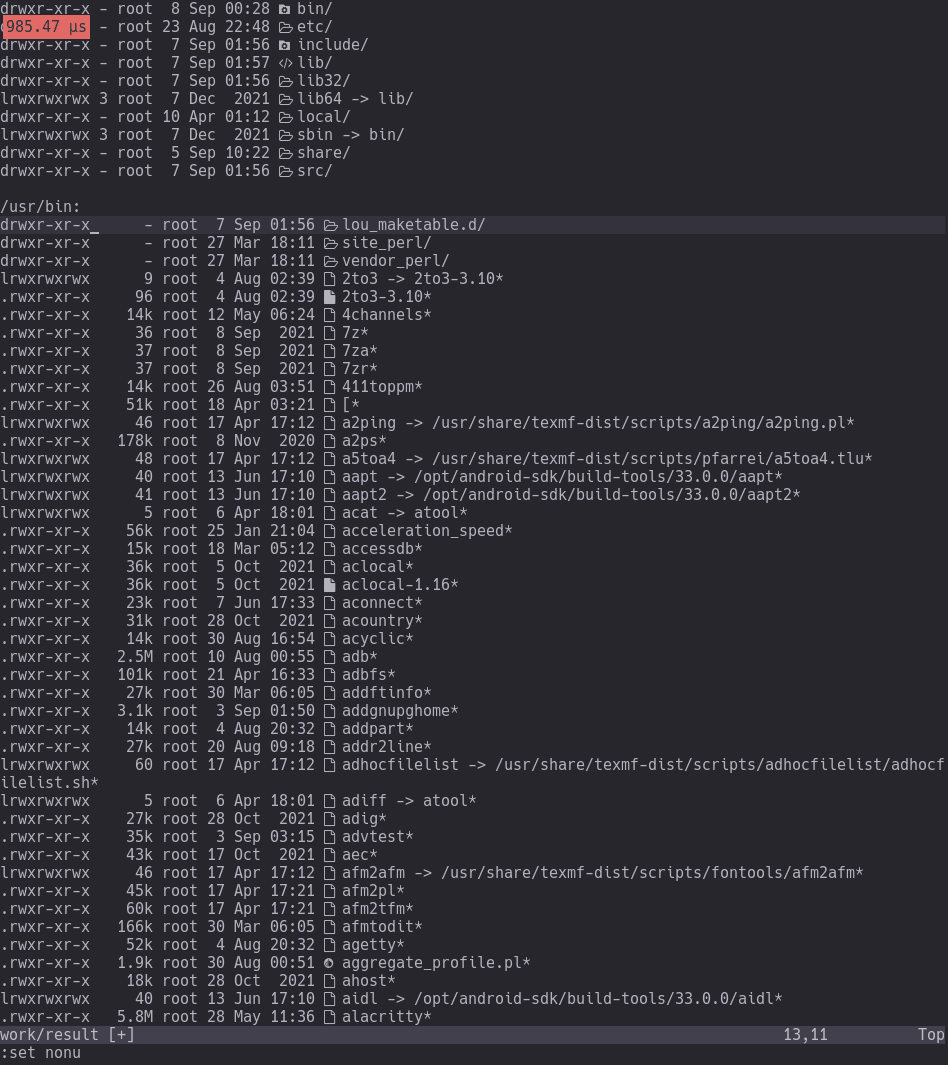 drwxr-xr-x - root  8 Sep 00:28 bin/
985.47 µs - root 23 Aug 22:48 etc/
drwxr-xr-x - root  7 Sep 01:56 include/
drwxr-xr-x - root  7 Sep 01:57 </> lib/
drwxr-xr-x - root  7 Sep 01:56 lib32/
lrwxrwxrwx 3 root  7 Dec  2021 lib64 -> lib/
drwxr-xr-x - root 10 Apr 01:12 local/
lrwxrwxrwx 3 root  7 Dec  2021 sbin -> bin/
drwxr-xr-x - root  5 Sep 10:22 share/
drwxr-xr-x - root  7 Sep 01:56 src/

/usr/bin:
drwxr-xr-x      - root  7 Sep 01:56 lou_maketable.d/
drwxr-xr-x      - root 27 Mar 18:11 site_perl/
drwxr-xr-x      - root 27 Mar 18:11 vendor_perl/
lrwxrwxrwx      9 root  4 Aug 02:39 2to3 -> 2to3-3.10*
.rwxr-xr-x     96 root  4 Aug 02:39 2to3-3.10*
.rwxr-xr-x    14k root 12 May 06:24 4channels*
.rwxr-xr-x     36 root  8 Sep  2021 7z*
.rwxr-xr-x     37 root  8 Sep  2021 7za*
.rwxr-xr-x     37 root  8 Sep  2021 7zr*
.rwxr-xr-x    14k root 26 Aug 03:51 411toppm*
.rwxr-xr-x    51k root 18 Apr 03:21 [*
lrwxrwxrwx     46 root 17 Apr 17:12 a2ping -> /usr/share/texmf-dist/scripts/a2ping/a2ping.pl*
.rwxr-xr-x   178k root  8 Nov  2020 a2ps*
lrwxrwxrwx     48 root 17 Apr 17:12 a5toa4 -> /usr/share/texmf-dist/scripts/pfarrei/a5toa4.tlu*
lrwxrwxrwx     40 root 13 Jun 17:10 aapt -> /opt/android-sdk/build-tools/33.0.0/aapt*
lrwxrwxrwx     41 root 13 Jun 17:10 aapt2 -> /opt/android-sdk/build-tools/33.0.0/aapt2*
lrwxrwxrwx      5 root  6 Apr 18:01 acat -> atool*
.rwxr-xr-x    56k root 25 Jan 21:04 acceleration_speed*
.rwxr-xr-x    15k root 18 Mar 05:12 accessdb*
.rwxr-xr-x    36k root  5 Oct  2021 aclocal*
.rwxr-xr-x    36k root  5 Oct  2021 aclocal-1.16*
.rwxr-xr-x    23k root  7 Jun 17:33 aconnect*
.rwxr-xr-x    31k root 28 Oct  2021 acountry*
.rwxr-xr-x    14k root 30 Aug 16:54 acyclic*
.rwxr-xr-x   2.5M root 10 Aug 00:55 adb*
.rwxr-xr-x   101k root 21 Apr 16:33 adbfs*
.rwxr-xr-x    27k root 30 Mar 06:05 addftinfo*
.rwxr-xr-x   3.1k root  3 Sep 01:50 addgnupghome*
.rwxr-xr-x    14k root  4 Aug 20:32 addpart*
.rwxr-xr-x    27k root 20 Aug 09:18 addr2line*
lrwxrwxrwx     60 root 17 Apr 17:12 adhocfilelist -> /usr/share/texmf-dist/scripts/adhocfilelist/adhocf
ilelist.sh*
lrwxrwxrwx      5 root  6 Apr 18:01 adiff -> atool*
.rwxr-xr-x    27k root 28 Oct  2021 adig*
.rwxr-xr-x    35k root  3 Sep 03:15 advtest*
.rwxr-xr-x    43k root 17 Oct  2021 aec*
lrwxrwxrwx     46 root 17 Apr 17:12 afm2afm -> /usr/share/texmf-dist/scripts/fontools/afm2afm*
.rwxr-xr-x    45k root 17 Apr 17:21 afm2pl*
.rwxr-xr-x    60k root 17 Apr 17:21 afm2tfm*
.rwxr-xr-x   166k root 30 Mar 06:05 afmtodit*
.rwxr-xr-x    52k root  4 Aug 20:32 agetty*
.rwxr-xr-x   1.9k root 30 Aug 00:51 aggregate_profile.pl*
.rwxr-xr-x    18k root 28 Oct  2021 ahost*
lrwxrwxrwx     40 root 13 Jun 17:10 aidl -> /opt/android-sdk/build-tools/33.0.0/aidl*
.rwxr-xr-x   5.8M root 28 May 11:36 alacritty*
work/result [+] 13,11 Top
:set nonu